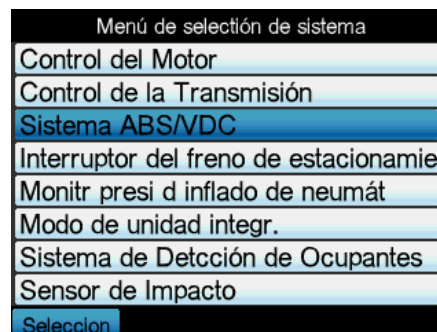 Menú de selectión de sistema
Control del Motor
Control de la Transmisión
Sistema ABS/VDC
Interruptor del freno de estacionamie
Monitr presi d inflado de neumát
Modo de unidad integr.
Sistema de Detcción de Ocupantes
Sensor de Impacto
Seleccion